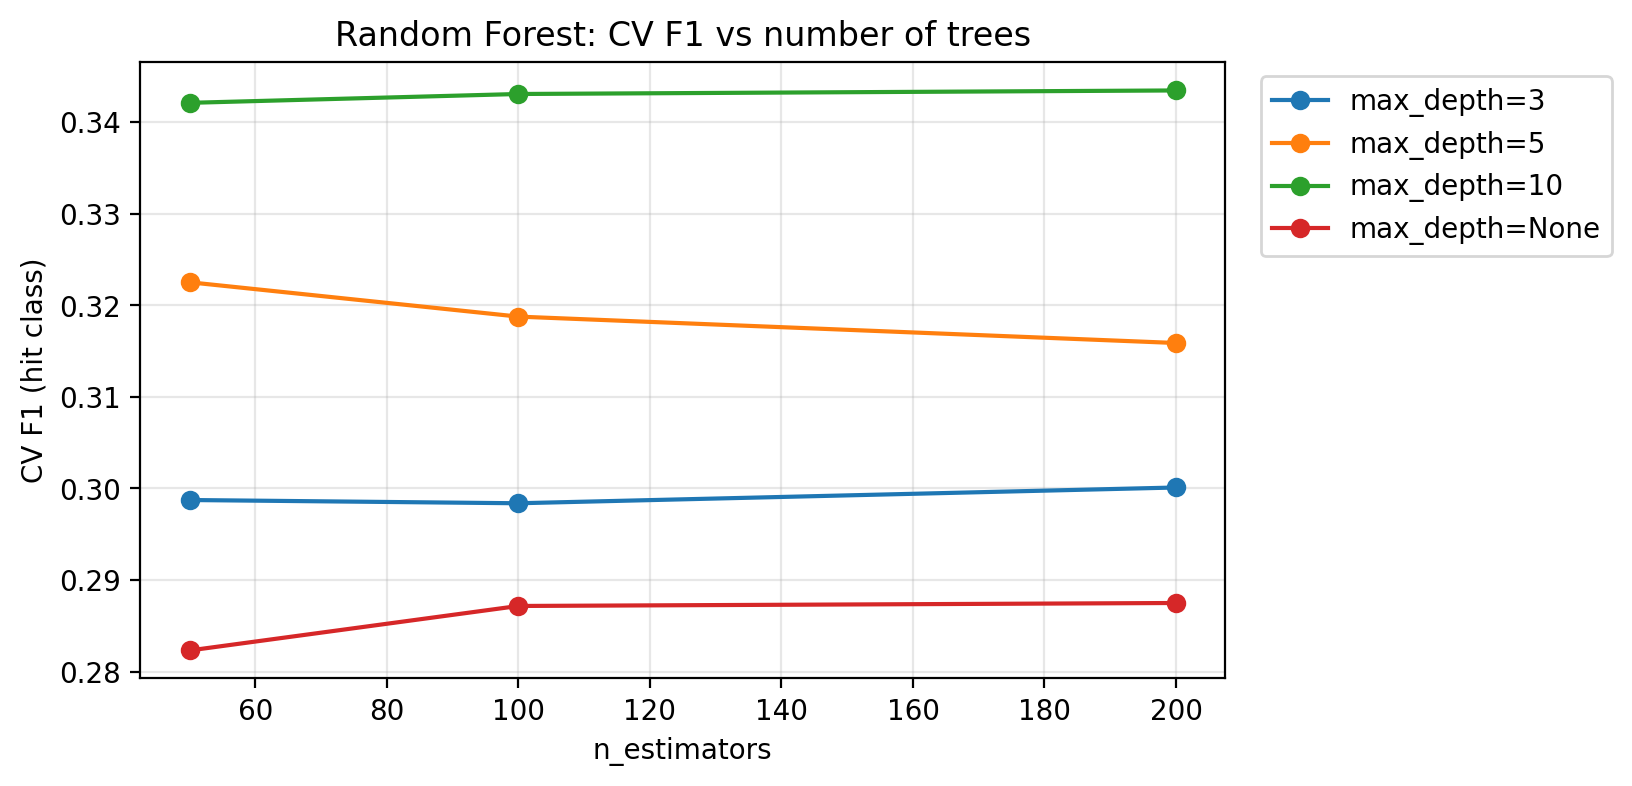 Random Forest: CV F1 vs number of trees
CV F1 (hit class)
0.34
0.33
0.32
0.31
0.30
0.29
0.28
60 80 100 120 140 160 180 200
n_estimators
max_depth=3
max_depth=5
max_depth=10
max_depth=None